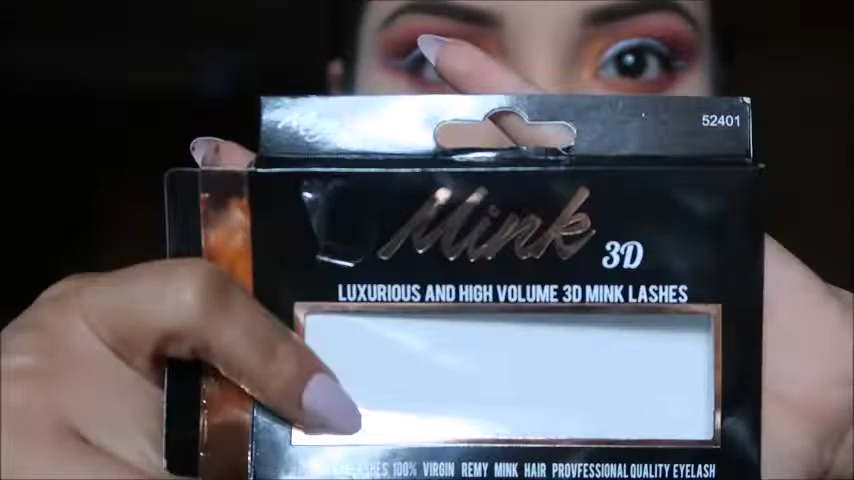 52401
Mink
3D
LUXURIOUS AND HIGH VOLUME 3D MINK LASHES
EYELASHES 100% VIRGIN REMY MINK HAIR PROVFESSIONAL QUALITY EYELASH